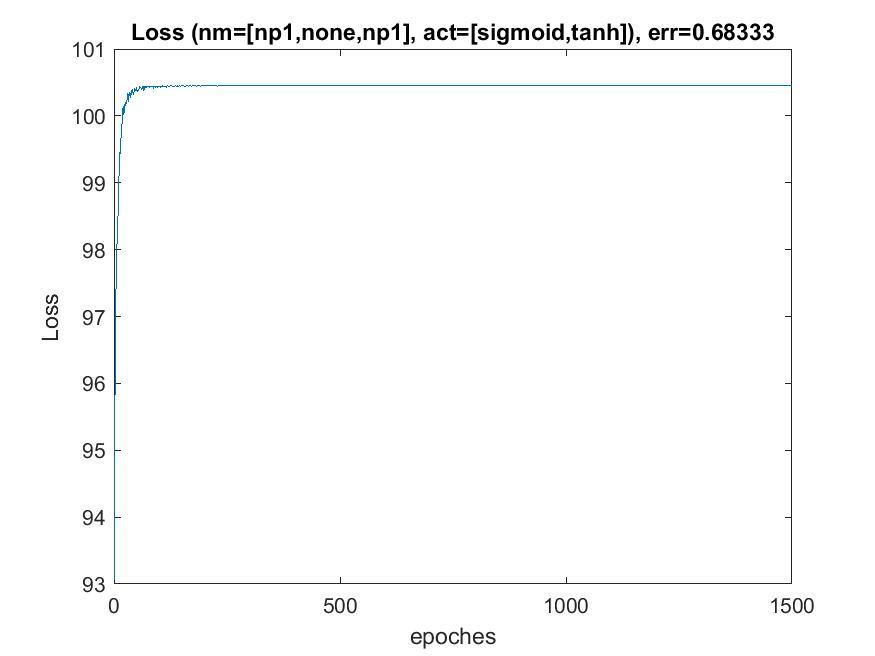 Loss (nm=[np1,none,np1], act=[sigmoid,tanh]), err=0.68333
101
100
99
98
97
96
95
94
93
Loss
0 500 1000 1500
epoches